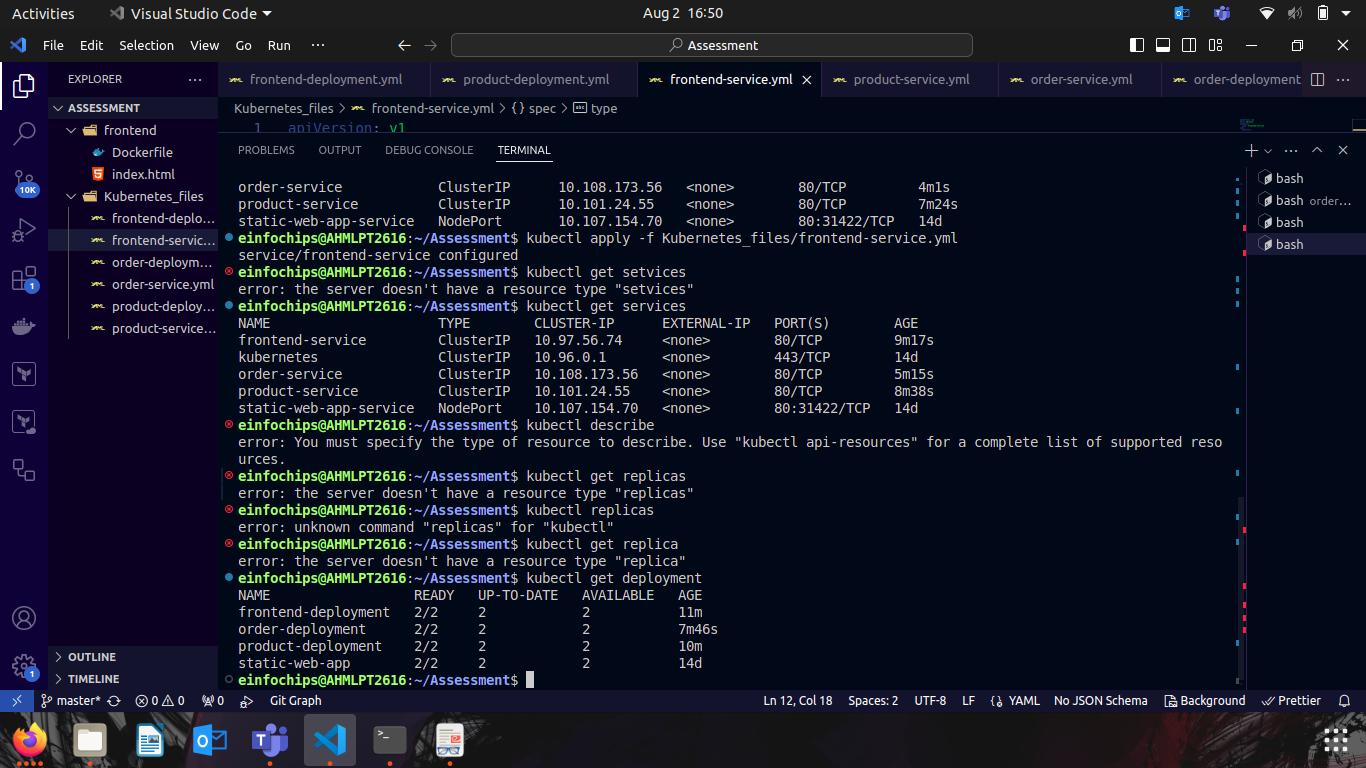 Activities Visual Studio Code Aug 2 16:50
File Edit Selection View Go Run ··· Assessment
EXPLORER ··· frontend-deployment.yml product-deployment.yml frontend-service.yml product-service.yml order-service.yml order-deployment ···
ASSESSMENT
Kubernetes_files > frontend-service.yml > {} spec > abc type
frontend
1 apiVersion: v1
Dockerfile
PROBLEMS OUTPUT DEBUG CONSOLE TERMINAL
index.html
Kubernetes_files
frontend-deplo...
frontend-servic...
order-deploym...
order-service.yml
product-deploy...
product-service...
10K
1
order-service ClusterIP 10.108.173.56 <none> 80/TCP 4m1s
product-service ClusterIP 10.101.24.55 <none> 80/TCP 7m24s
static-web-app-service NodePort 10.107.154.70 <none> 80:31422/TCP 14d
einfochips@AHMLPT2616:~/Assessment$ kubectl apply -f Kubernetes_files/frontend-service.yml
service/frontend-service configured
einfochips@AHMLPT2616:~/Assessment$ kubectl get setvices
error: the server doesn't have a resource type "setvices"
einfochips@AHMLPT2616:~/Assessment$ kubectl get services
NAME TYPE CLUSTER-IP EXTERNAL-IP PORT(S) AGE
frontend-service ClusterIP 10.97.56.74 <none> 80/TCP 9m17s
kubernetes ClusterIP 10.96.0.1 <none> 443/TCP 14d
order-service ClusterIP 10.108.173.56 <none> 80/TCP 5m15s
product-service ClusterIP 10.101.24.55 <none> 80/TCP 8m38s
static-web-app-service NodePort 10.107.154.70 <none> 80:31422/TCP 14d
einfochips@AHMLPT2616:~/Assessment$ kubectl describe
error: You must specify the type of resource to describe. Use "kubectl api-resources" for a complete list of supported reso
urces.
einfochips@AHMLPT2616:~/Assessment$ kubectl get replicas
error: the server doesn't have a resource type "replicas"
einfochips@AHMLPT2616:~/Assessment$ kubectl replicas
error: unknown command "replicas" for "kubectl"
einfochips@AHMLPT2616:~/Assessment$ kubectl get replica
error: the server doesn't have a resource type "replica"
einfochips@AHMLPT2616:~/Assessment$ kubectl get deployment
NAME READY UP-TO-DATE AVAILABLE AGE
frontend-deployment 2/2 2 2 11m
order-deployment 2/2 2 2 7m46s
product-deployment 2/2 2 2 10m
static-web-app 2/2 2 2 14d
einfochips@AHMLPT2616:~/Assessment$
bash
bash order...
bash
bash
OUTLINE
TIMELINE
1
master* 0 0 0 Git Graph Ln 12, Col 18 Spaces: 2 UTF-8 LF {} YAML No JSON Schema Background Prettier